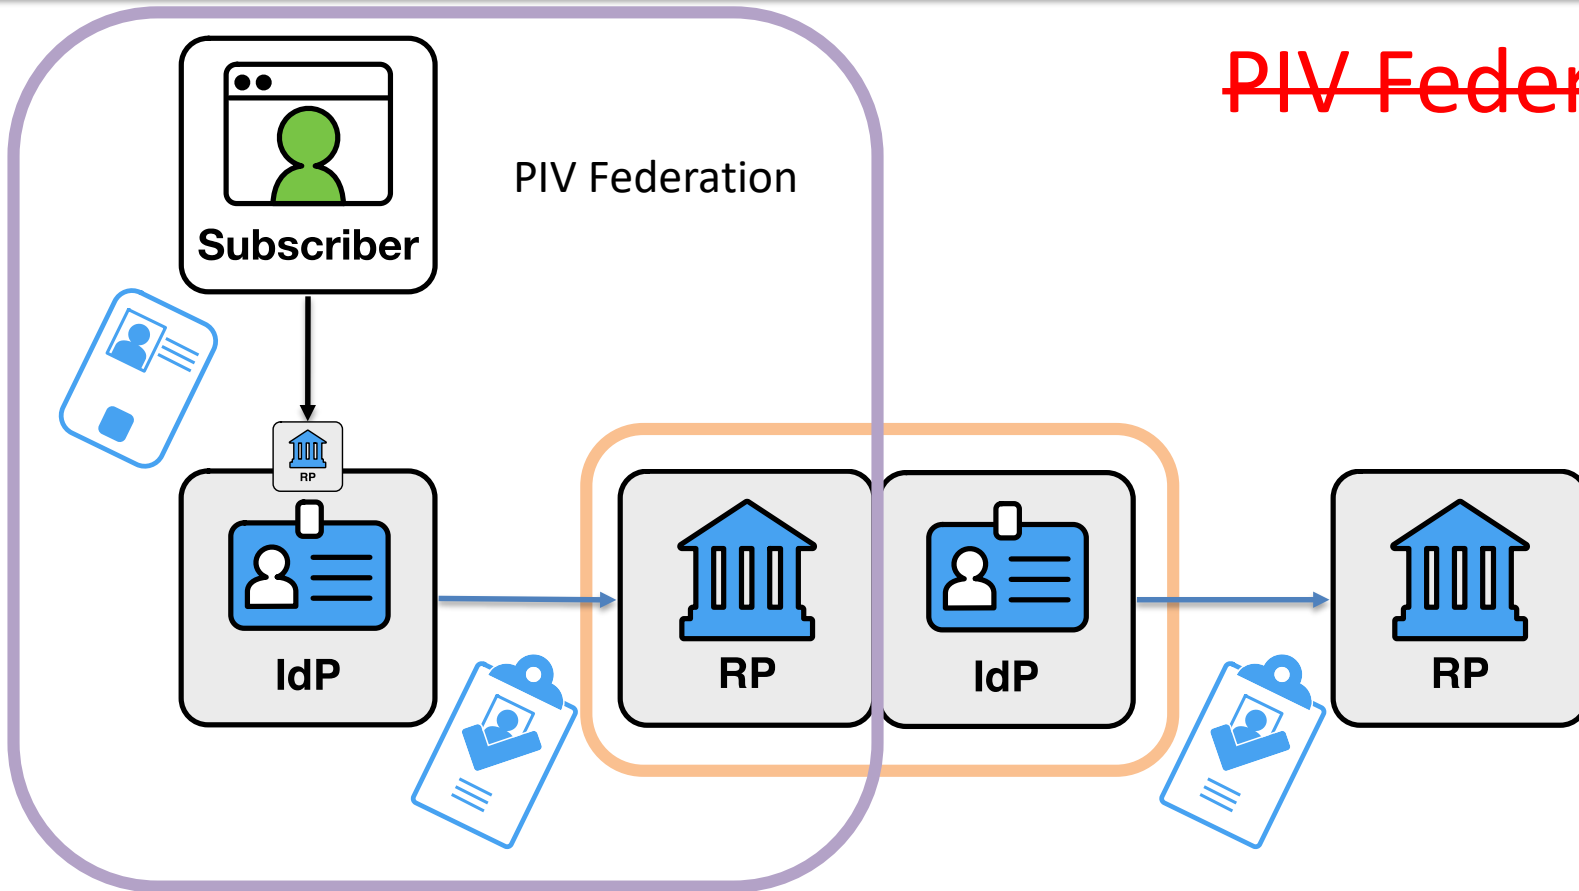 PIV Feder
PIV Federation
Subscriber
RP
IdP
RP
IdP
RP